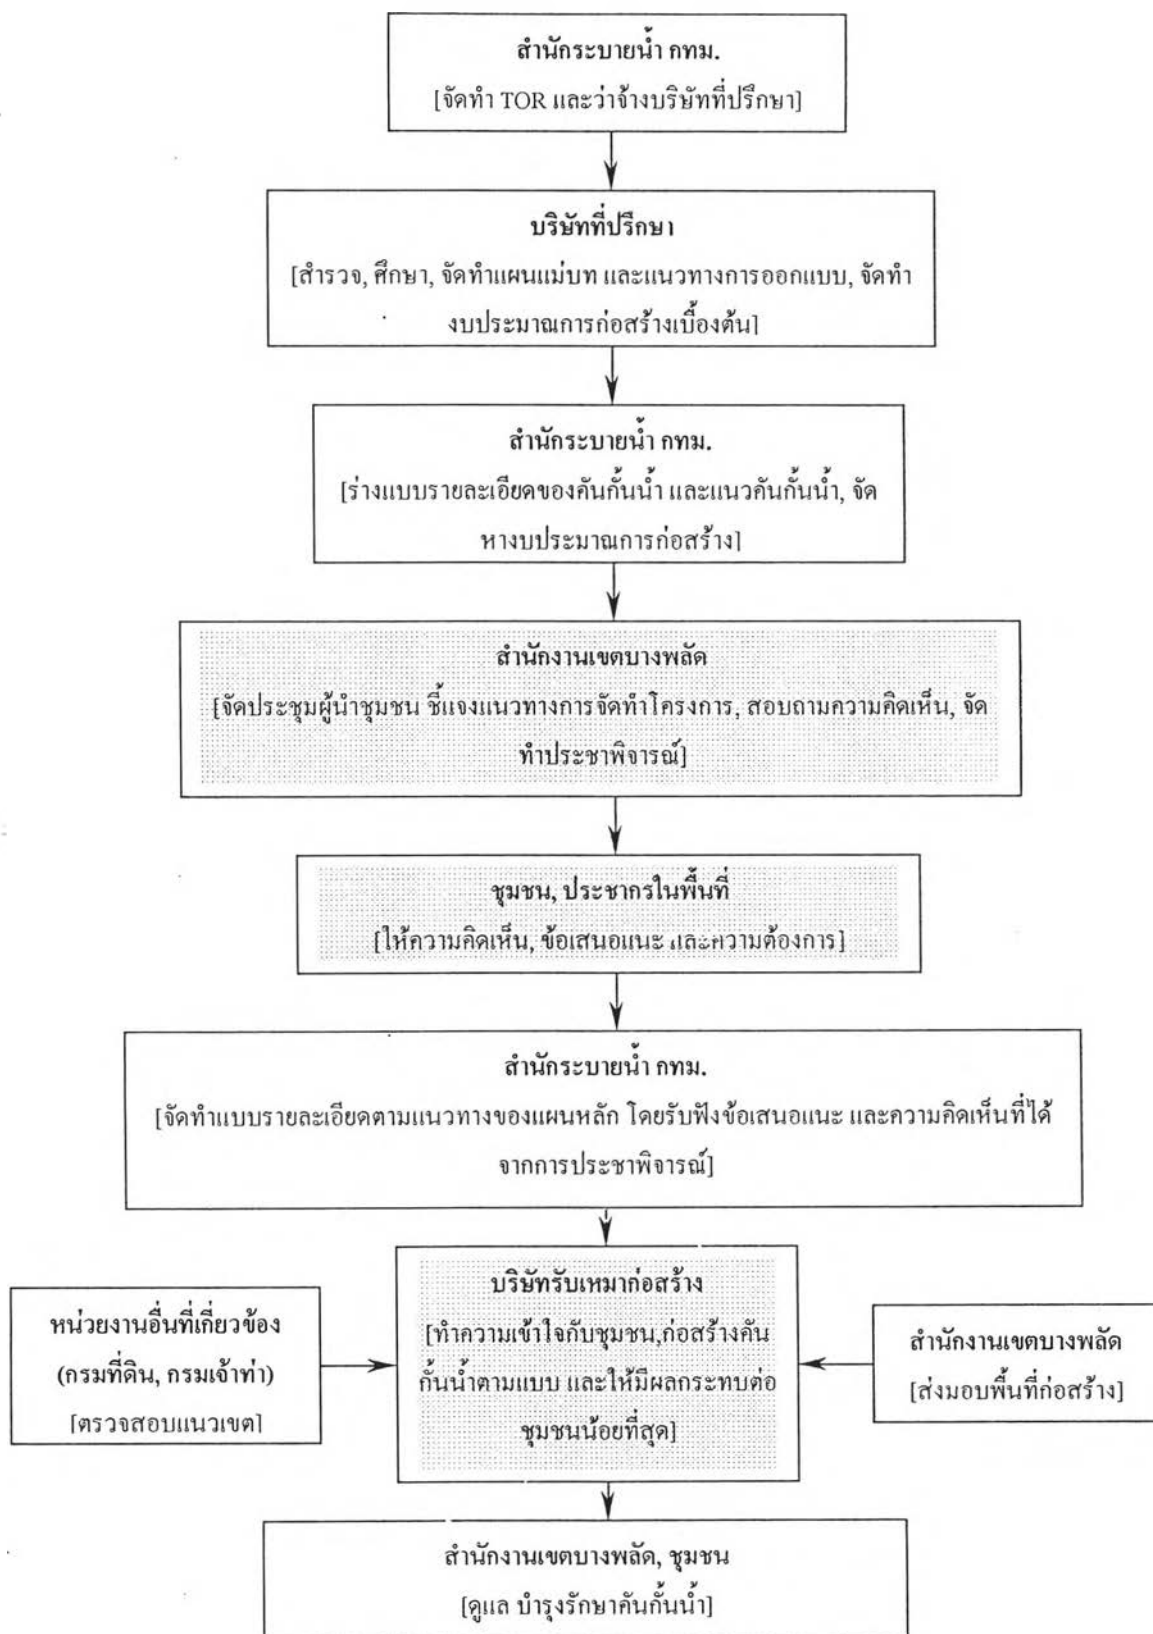 สำนักระบายน้ำ กทม.
[จัดทำ TOR และว่าจ้างบริษัทที่ปรึกษา]
บริษัทที่ปรึกษา
[สำรวจ, ศึกษา, จัดทำแผนแม่บท และแนวทางการออกแบบ, จัดทำ
งบประมาณการก่อสร้างเบื้องต้น]
สำนักระบายน้ำ กทม.
[ร่างแบบรายละเอียดของคันกั้นน้ำ และแนวคันกั้นน้ำ, จัด
หางบประมาณการก่อสร้าง]
สำนักงานเขตบางพลัด
[จัดประชุมผู้นำชุมชน ชี้แจงแนวทางการจัดทำโครงการ, สอบถามความคิดเห็น, จัด
ทำประชาพิจารณ์]
ชุมชน, ประชากรในพื้นที่
[ให้ความคิดเห็น, ข้อเสนอแนะ และความต้องการ]
สำนักระบายน้ำ กทม.
[จัดทำแบบรายละเอียดตามแนวทางของแผนหลัก โดยรับฟังข้อเสนอแนะ และความคิดเห็นที่ได้
จากการประชาพิจารณ์]
หน่วยงานอื่นที่เกี่ยวข้อง
(กรมที่ดิน, กรมเจ้าท่า)
[ตรวจสอบแนวเขต]
บริษัทรับเหมาก่อสร้าง
[ทำความเข้าใจกับชุมชน,ก่อสร้างคัน
กั้นน้ำตามแบบ และให้มีผลกระทบต่อ
ชุมชนน้อยที่สุด]
สำนักงานเขตบางพลัด
[ส่งมอบพื้นที่ก่อสร้าง]
สำนักงานเขตบางพลัด, ชุมชน
[ดูแล บำรุงรักษาคันกั้นน้ำ]